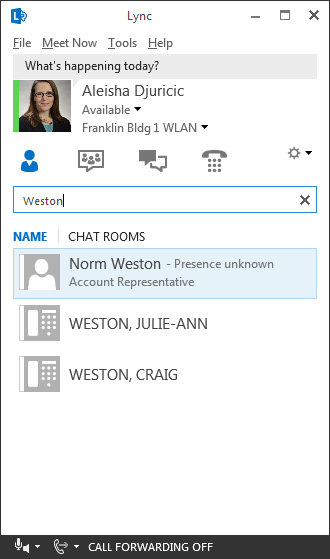 Lync
File Meet Now Tools Help
What's happening today?
Aleisha Djuricic
Available
Franklin Bldg 1 WLAN
Weston
NAME CHAT ROOMS
Norm Weston - Presence unknown
Account Representative
WESTON, JULIE-ANN
WESTON, CRAIG
CALL FORWARDING OFF